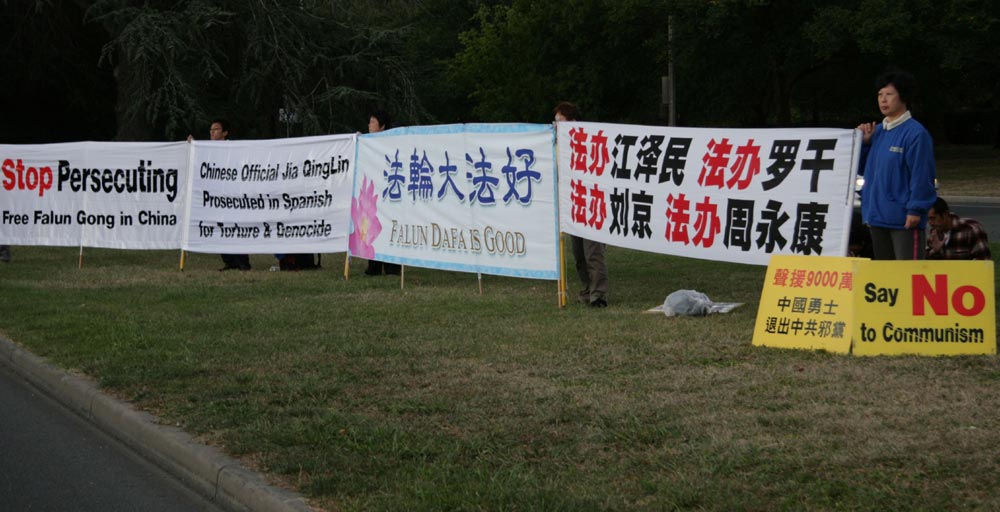 Stop Persecuting
Free Falun Gong in China
Chinese Official Jia QingLin
Prosecuted in Spanish
for Torture & Genocide
法輪大法好
FALUN DAFA IS GOOD
法办江泽民 法办罗干
法办刘京 法办周永康
聲援9000萬
中國勇士
退出中共邪黨
Say No
to Communism